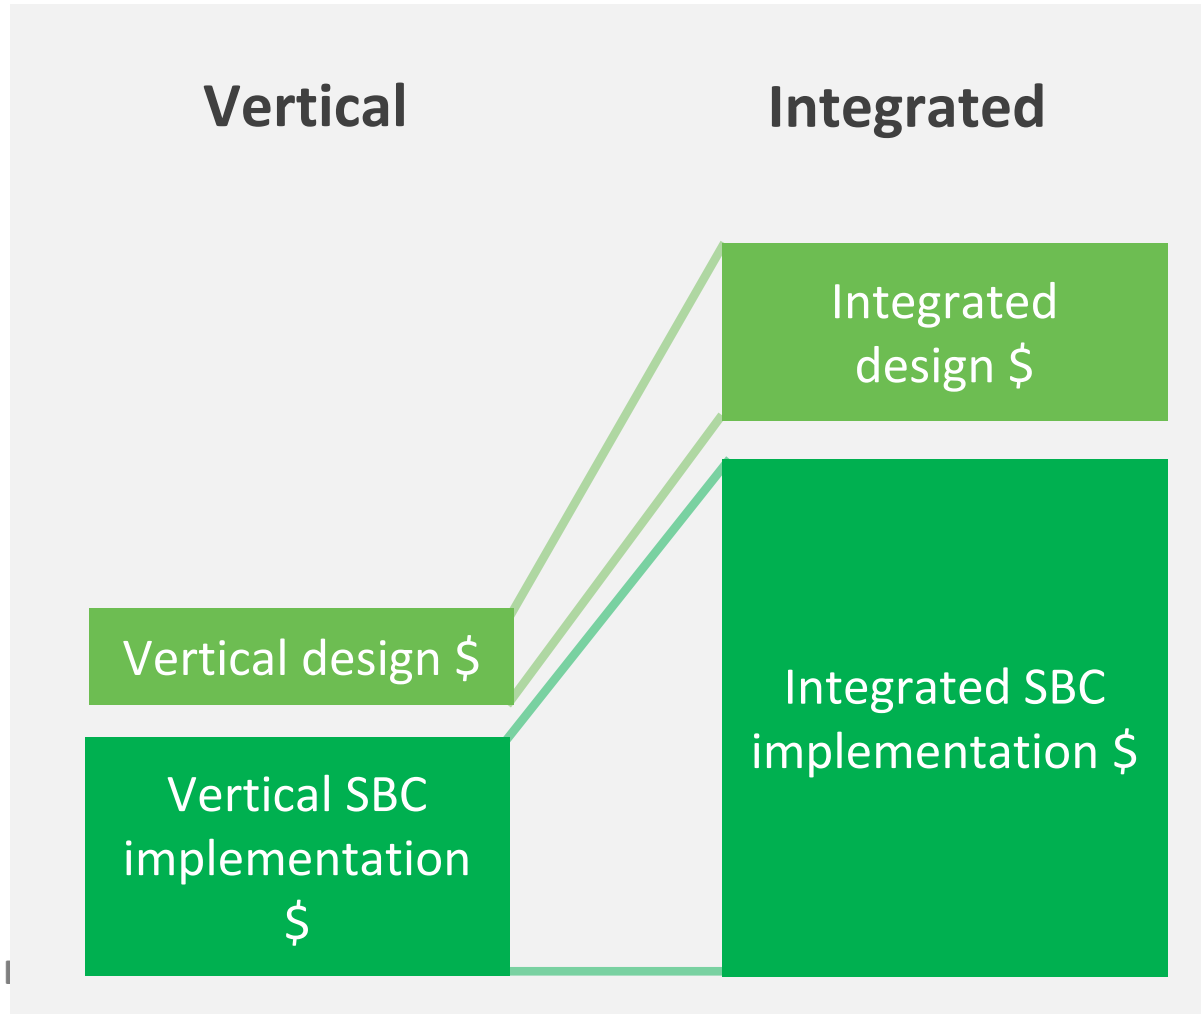 Vertical
Integrated
Integrated
design $
Vertical design $
Integrated SBC
implementation $
Vertical SBC
implementation
$